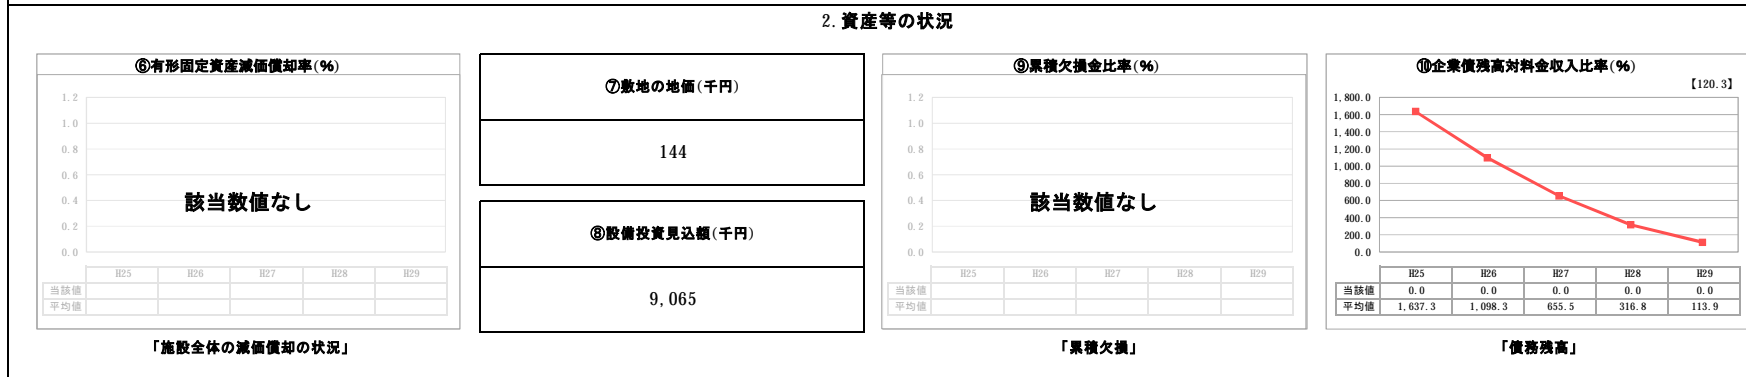 2. 資産等の状況
⑥有形固定資産減価償却率(%)
1.2
1.0
0.8
0.6
0.4
0.2
0.0
該当数値なし
H25 H26 H27 H28 H29
当該値
平均値
「施設全体の減価償却の状況」
⑦敷地の地価(千円)
144
⑧設備投資見込額(千円)
9,065
⑨累積欠損金比率(%)
1.2
1.0
0.8
0.6
0.4
0.2
0.0
該当数値なし
H25 H26 H27 H28 H29
当該値
平均値
「累積欠損」
⑩企業債残高対料金収入比率(%)
【120.3】
1,800.0
1,600.0
1,400.0
1,200.0
1,000.0
800.0
600.0
400.0
200.0
0.0
H25 H26 H27 H28 H29
当該値 0.0 0.0 0.0 0.0 0.0
平均値 1,637.3 1,098.3 655.5 316.8 113.9
「債務残高」